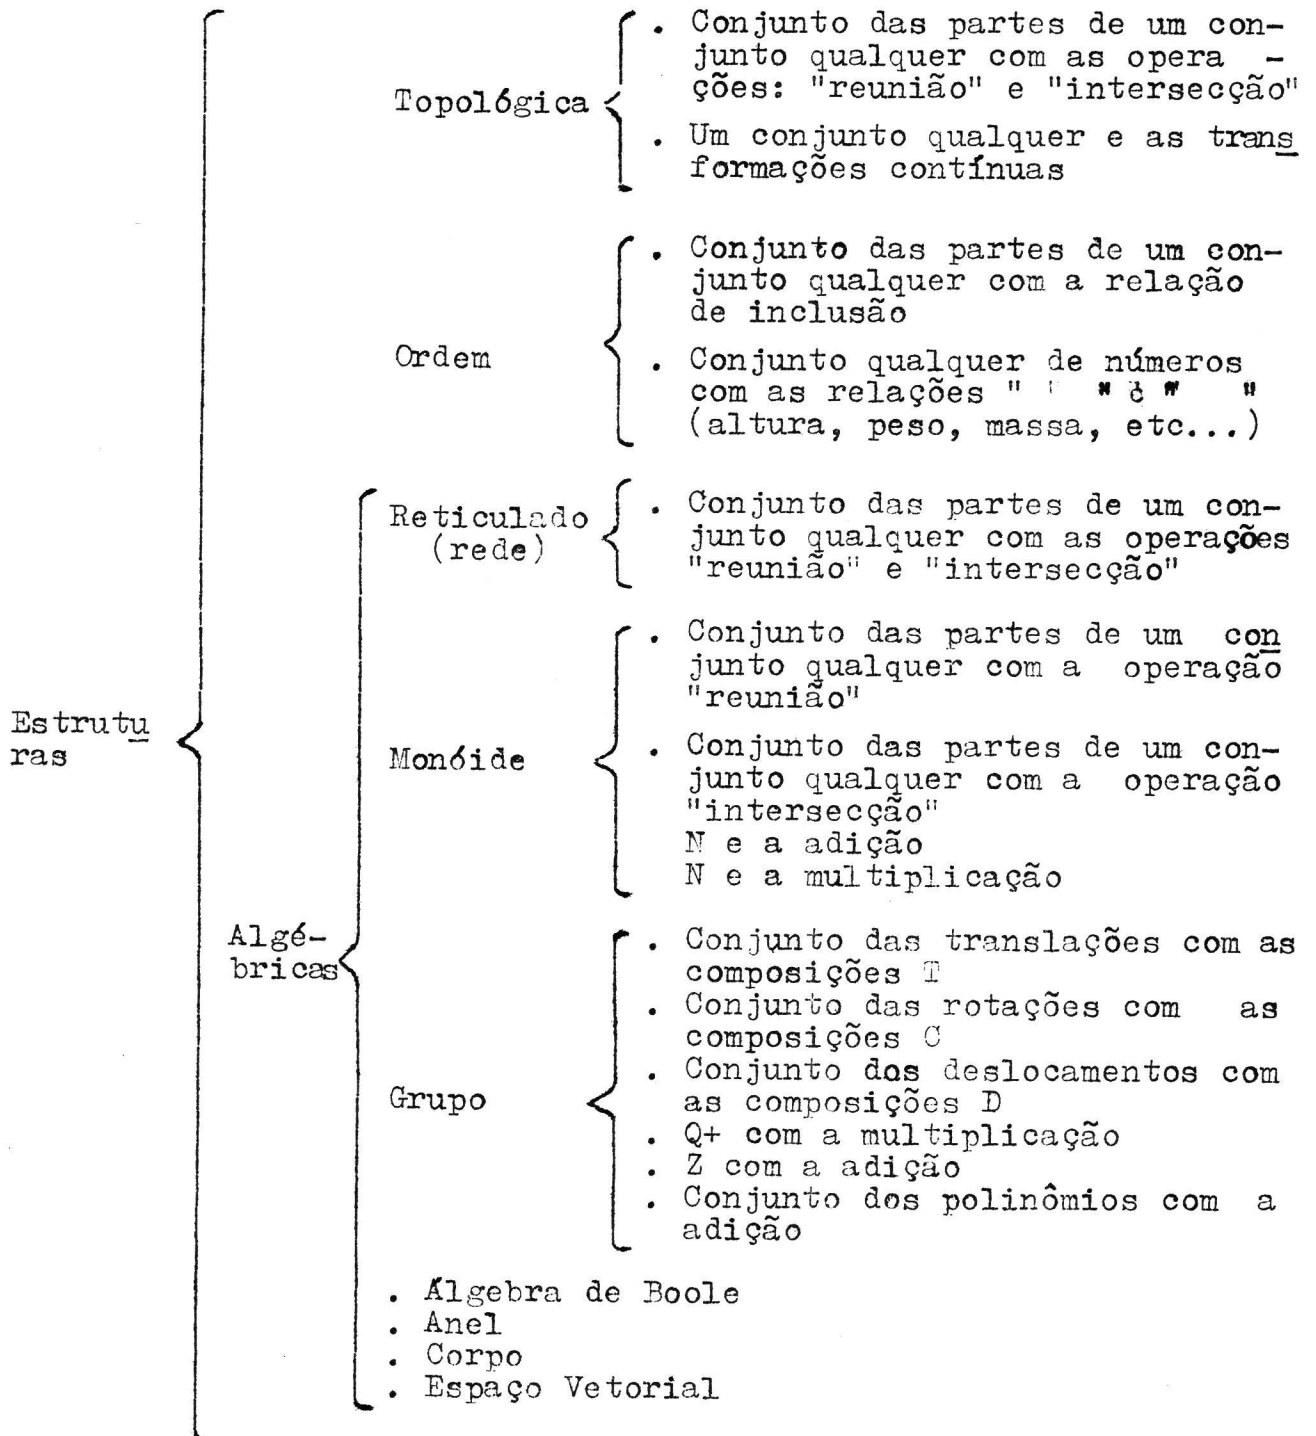 . Conjunto das partes de um con-
junto qualquer com as opera -
ções: "reunião" e "intersecção"
Topológica
. Um conjunto qualquer e as trans
formações contínuas
. Conjunto das partes de um con-
junto qualquer com a relação
de inclusão
Ordem
. Conjunto qualquer de números
com as relações " " e " "
(altura, peso, massa, etc...)
Reticulado
(rede)
. Conjunto das partes de um con-
junto qualquer com as operações
"reunião" e "intersecção"
. Conjunto das partes de um con
junto qualquer com a operação
"reunião"
Estrutu
ras
Monóide
. Conjunto das partes de um con-
junto qualquer com a operação
"intersecção"
N e a adição
N e a multiplicação
Algé-
bricas
. Conjunto das translações com as
composições T
. Conjunto das rotações com as
composições C
. Conjunto dos deslocamentos com
as composições D
Grupo
. Q+ com a multiplicação
. Z com a adição
. Conjunto dos polinômios com a
adição
. Álgebra de Boole
. Anel
. Corpo
. Espaço Vetorial